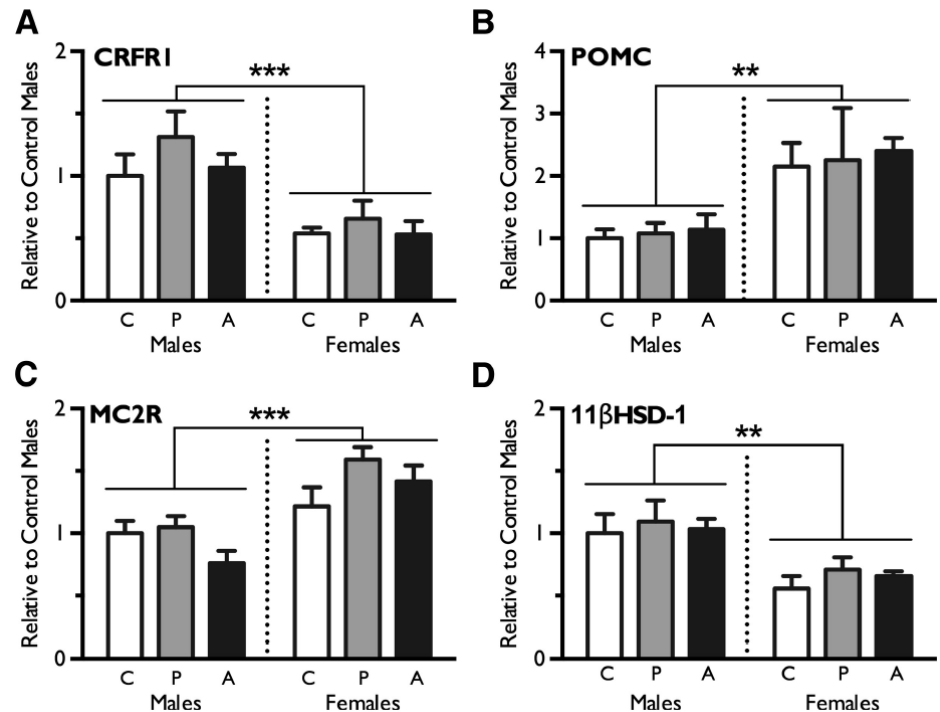 A
CRFR1
***
Relative to Control Males
2
1
0
C P A C P A
Males Females
B
POMC
**
Relative to Control Males
4
3
2
1
0
C P A C P A
Males Females
C
MC2R
***
Relative to Control Males
2
1
0
C P A C P A
Males Females
D
11βHSD-1
**
Relative to Control Males
2
1
0
C P A C P A
Males Females